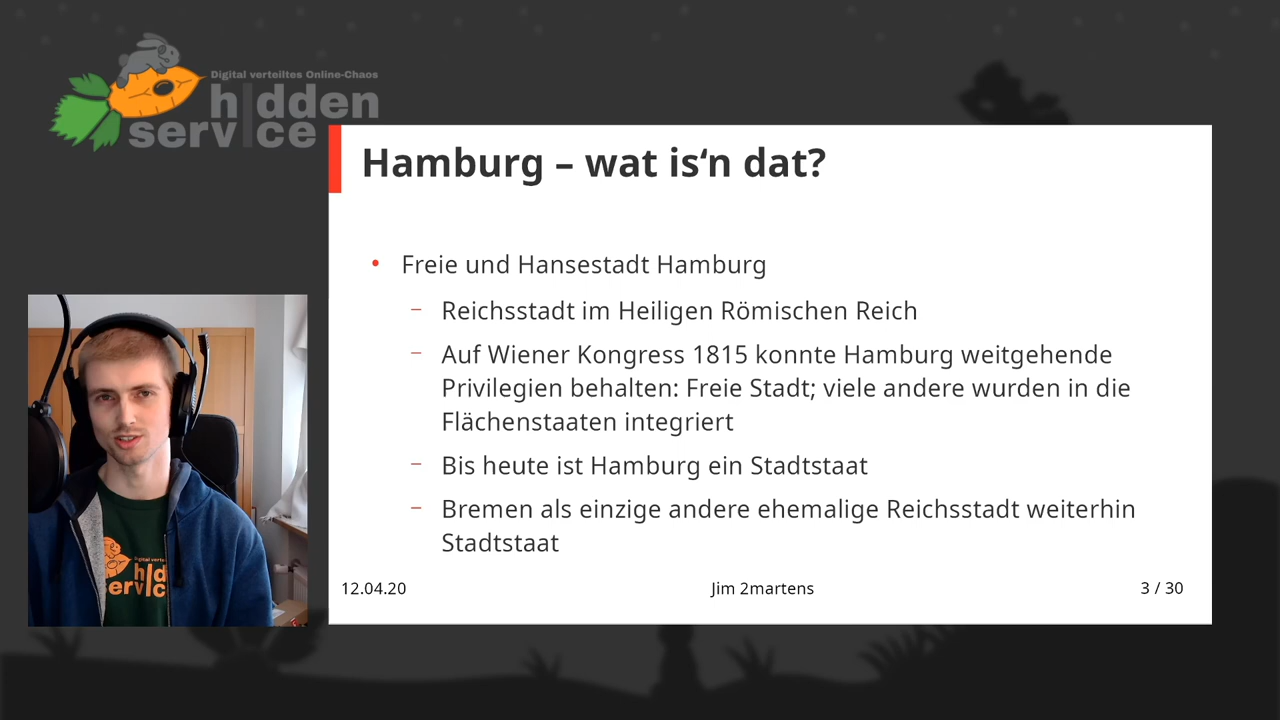 Digital verteiltes Online-Chaos
hidden
service
Hamburg – wat is‘n dat?
• Freie und Hansestadt Hamburg
– Reichsstadt im Heiligen Römischen Reich
– Auf Wiener Kongress 1815 konnte Hamburg weitgehende
Privilegien behalten: Freie Stadt; viele andere wurden in die
Flächenstaaten integriert
– Bis heute ist Hamburg ein Stadtstaat
– Bremen als einzige andere ehemalige Reichsstadt weiterhin
Stadtstaat
12.04.20 Jim 2martens 3 / 30